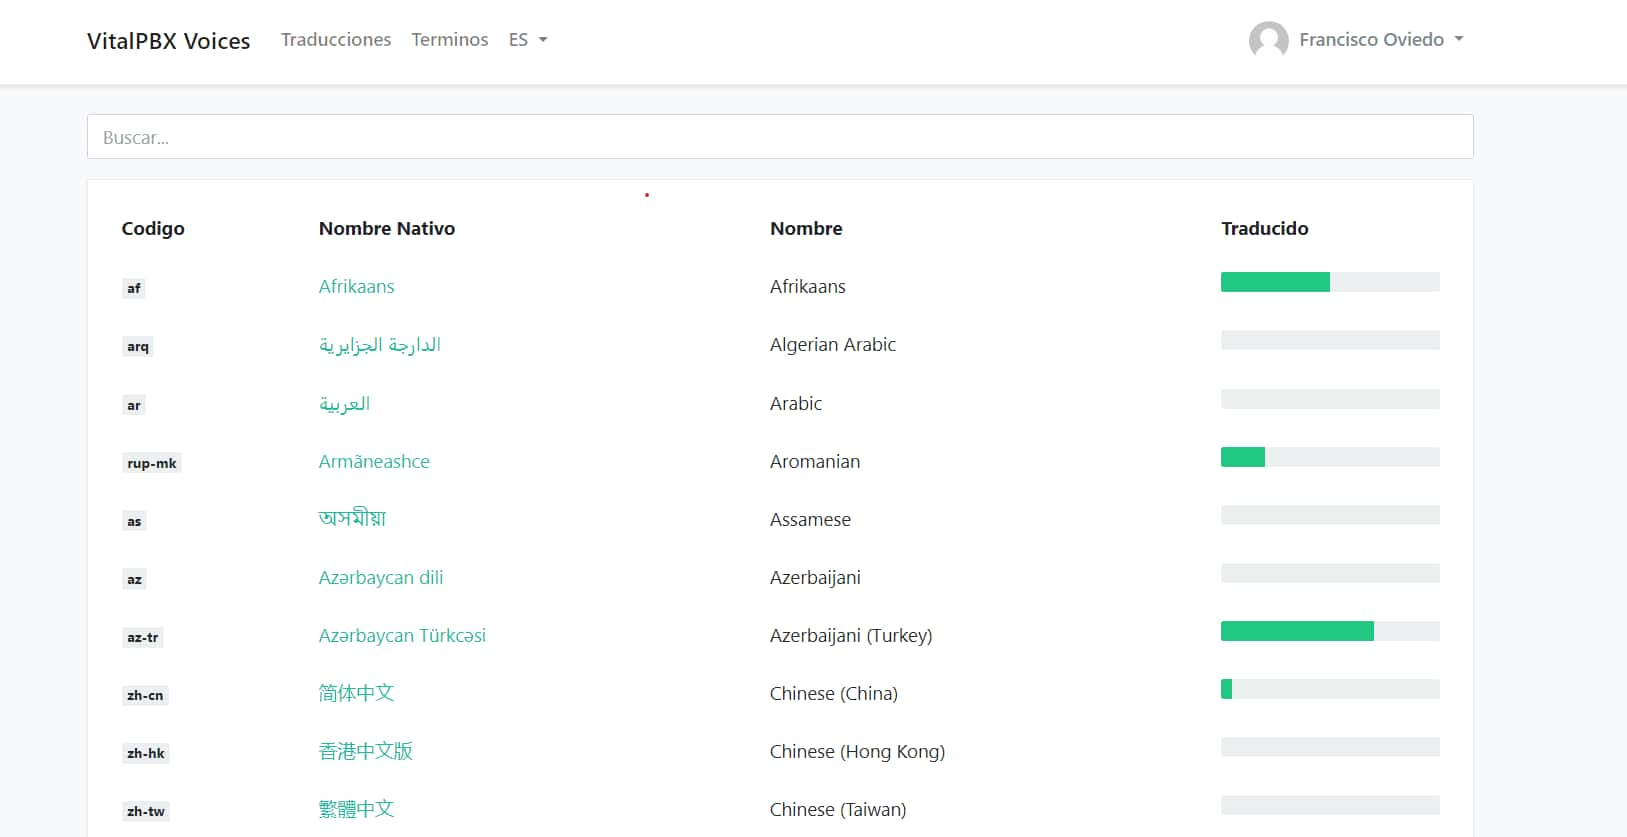 VitalPBX Voices Traducciones Terminos ES Francisco Oviedo
Buscar...
Codigo Nombre Nativo Nombre Traducido
af Afrikaans Afrikaans
arq الدارجة الجزايرية Algerian Arabic
ar العربية Arabic
rup-mk Armãneashce Aromanian
as অসমীয়া Assamese
az Azərbaycan dili Azerbaijani
az-tr Azərbaycan Türkcəsi Azerbaijani (Turkey)
zh-cn 简体中文 Chinese (China)
zh-hk 香港中文版 Chinese (Hong Kong)
zh-tw 繁體中文 Chinese (Taiwan)